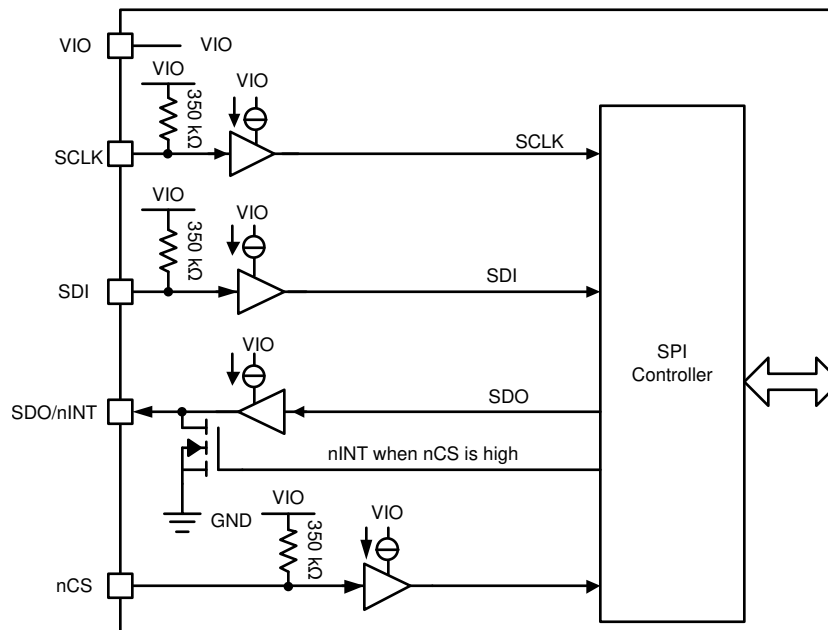 VIO
VIO
VIO
350 kΩ
VIO
SCLK
SCLK
VIO
350 kΩ
VIO
SDI
SDI
VIO
SDO/nINT
SDO
nINT when nCS is high
GND
VIO
350 kΩ
VIO
nCS
SPI
Controller